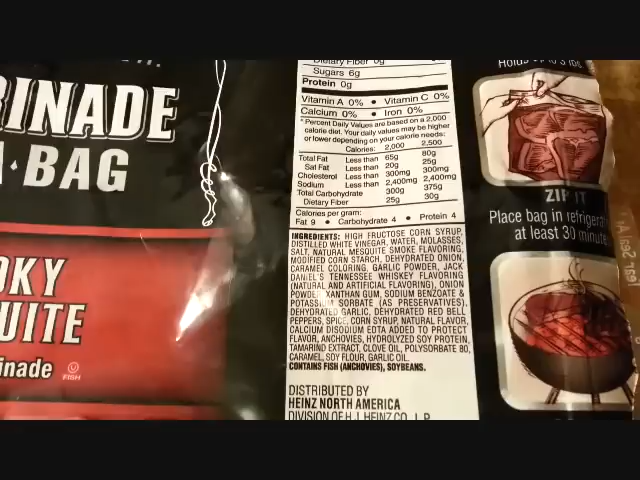 RINADE
A·BAG
OKY
UITE
inade
FISH
Dietary Fiber 0g
Sugars 6g
Protein 0g
Vitamin A 0% • Vitamin C 0%
Calcium 0% • Iron 0%
* Percent Daily Values are based on a 2,000
calorie diet. Your daily values may be higher
or lower depending on your calorie needs:
Calories: 2,000 2,500
Total Fat Less than 65g 80g
Sat Fat Less than 20g 25g
Cholesterol Less than 300mg 300mg
Sodium Less than 2,400mg 2,400mg
Total Carbohydrate 300g 375g
Dietary Fiber 25g 30g
Calories per gram:
Fat 9 • Carbohydrate 4 • Protein 4
INGREDIENTS: HIGH FRUCTOSE CORN SYRUP,
DISTILLED WHITE VINEGAR, WATER, MOLASSES,
SALT, NATURAL MESQUITE SMOKE FLAVORING,
MODIFIED CORN STARCH, DEHYDRATED ONION,
CARAMEL COLORING, GARLIC POWDER, JACK
DANIEL'S TENNESSEE WHISKEY FLAVORING
(NATURAL AND ARTIFICIAL FLAVORING), ONION
POWDER, XANTHAN GUM, SODIUM BENZOATE &
POTASSIUM SORBATE (AS PRESERVATIVES),
DEHYDRATED GARLIC, DEHYDRATED RED BELL
PEPPERS, SPICE, CORN SYRUP, NATURAL FLAVOR,
CALCIUM DISODIUM EDTA ADDED TO PROTECT
FLAVOR, ANCHOVIES, HYDROLYZED SOY PROTEIN,
TAMARIND EXTRACT, CLOVE OIL, POLYSORBATE 80,
CARAMEL, SOY FLOUR, GARLIC OIL.
CONTAINS FISH (ANCHOVIES), SOYBEANS.
DISTRIBUTED BY
HEINZ NORTH AMERICA
DIVISION OF H.J. HEINZ CO., L.P.
ZIP IT
Place bag in refrigera
at least 30 minute